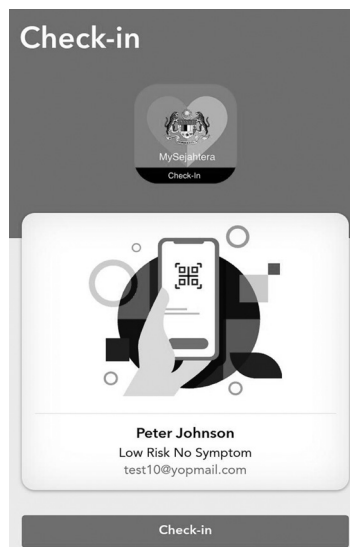 Check-in
MySejahtera
Check-In
Peter Johnson
Low Risk No Symptom
test10@yopmail.com
Check-in